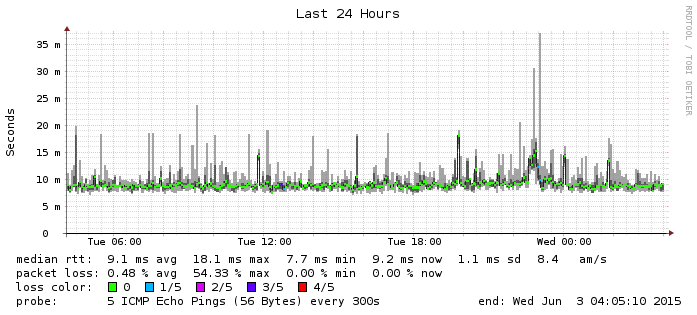 Last 24 Hours
RRDTOOL / TOBI OETIKER
Seconds
35 m
30 m
25 m
20 m
15 m
10 m
5 m
0
Tue 06:00 Tue 12:00 Tue 18:00 Wed 00:00
median rtt: 9.1 ms avg 18.1 ms max 7.7 ms min 9.2 ms now 1.1 ms sd 8.4 am/s
packet loss: 0.48 % avg 54.33 % max 0.00 % min 0.00 % now
loss color: 0 1/5 2/5 3/5 4/5
probe: 5 ICMP Echo Pings (56 Bytes) every 300s end: Wed Jun 3 04:05:10 2015